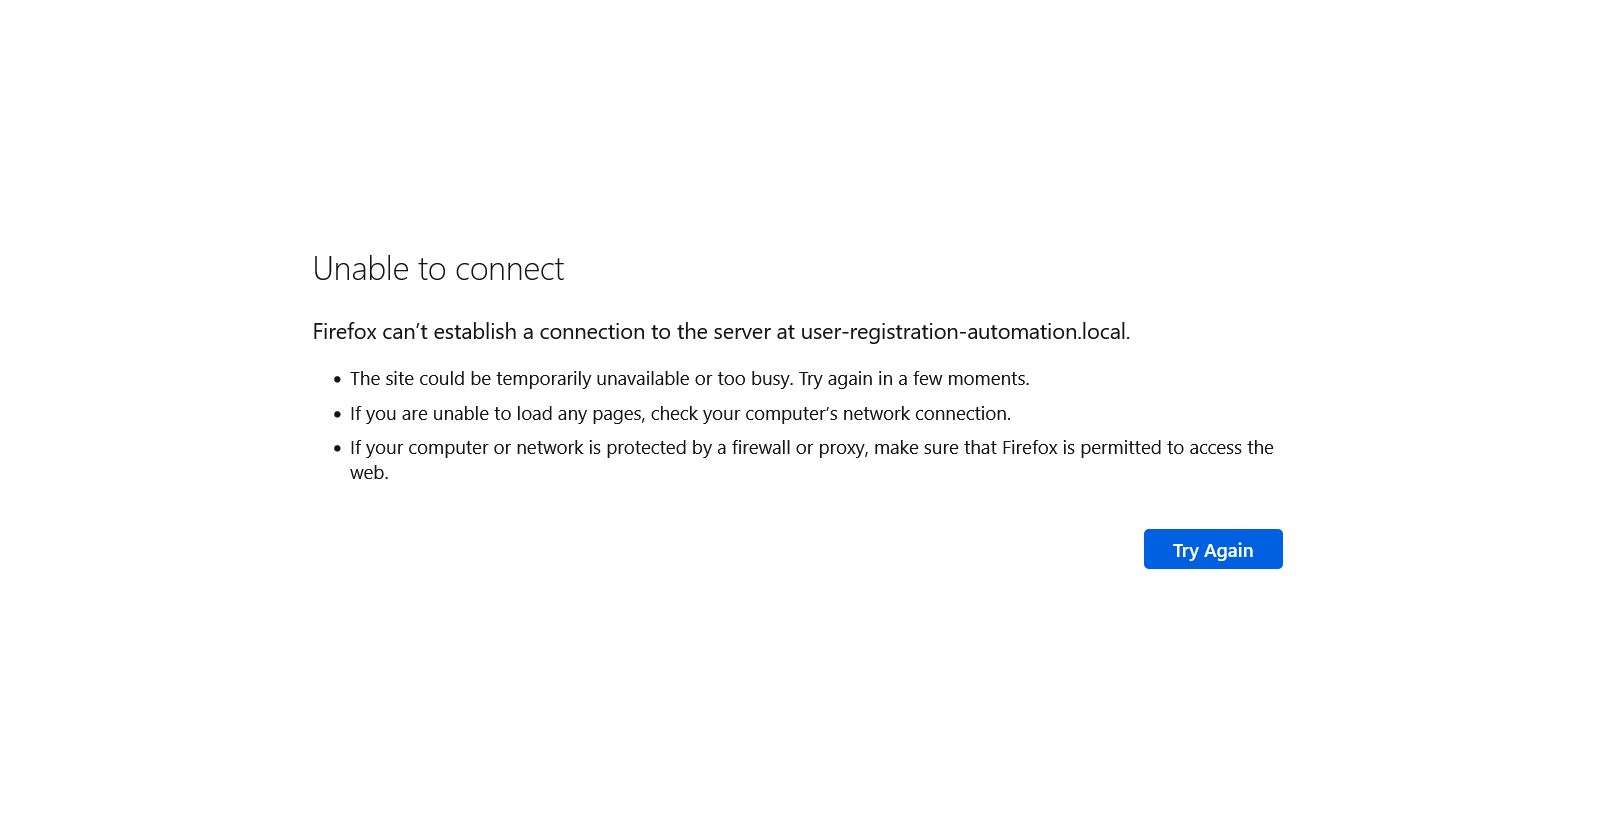 Unable to connect
Firefox can’t establish a connection to the server at user-registration-automation.local.
• The site could be temporarily unavailable or too busy. Try again in a few moments.
• If you are unable to load any pages, check your computer’s network connection.
• If your computer or network is protected by a firewall or proxy, make sure that Firefox is permitted to access the
web.
Try Again